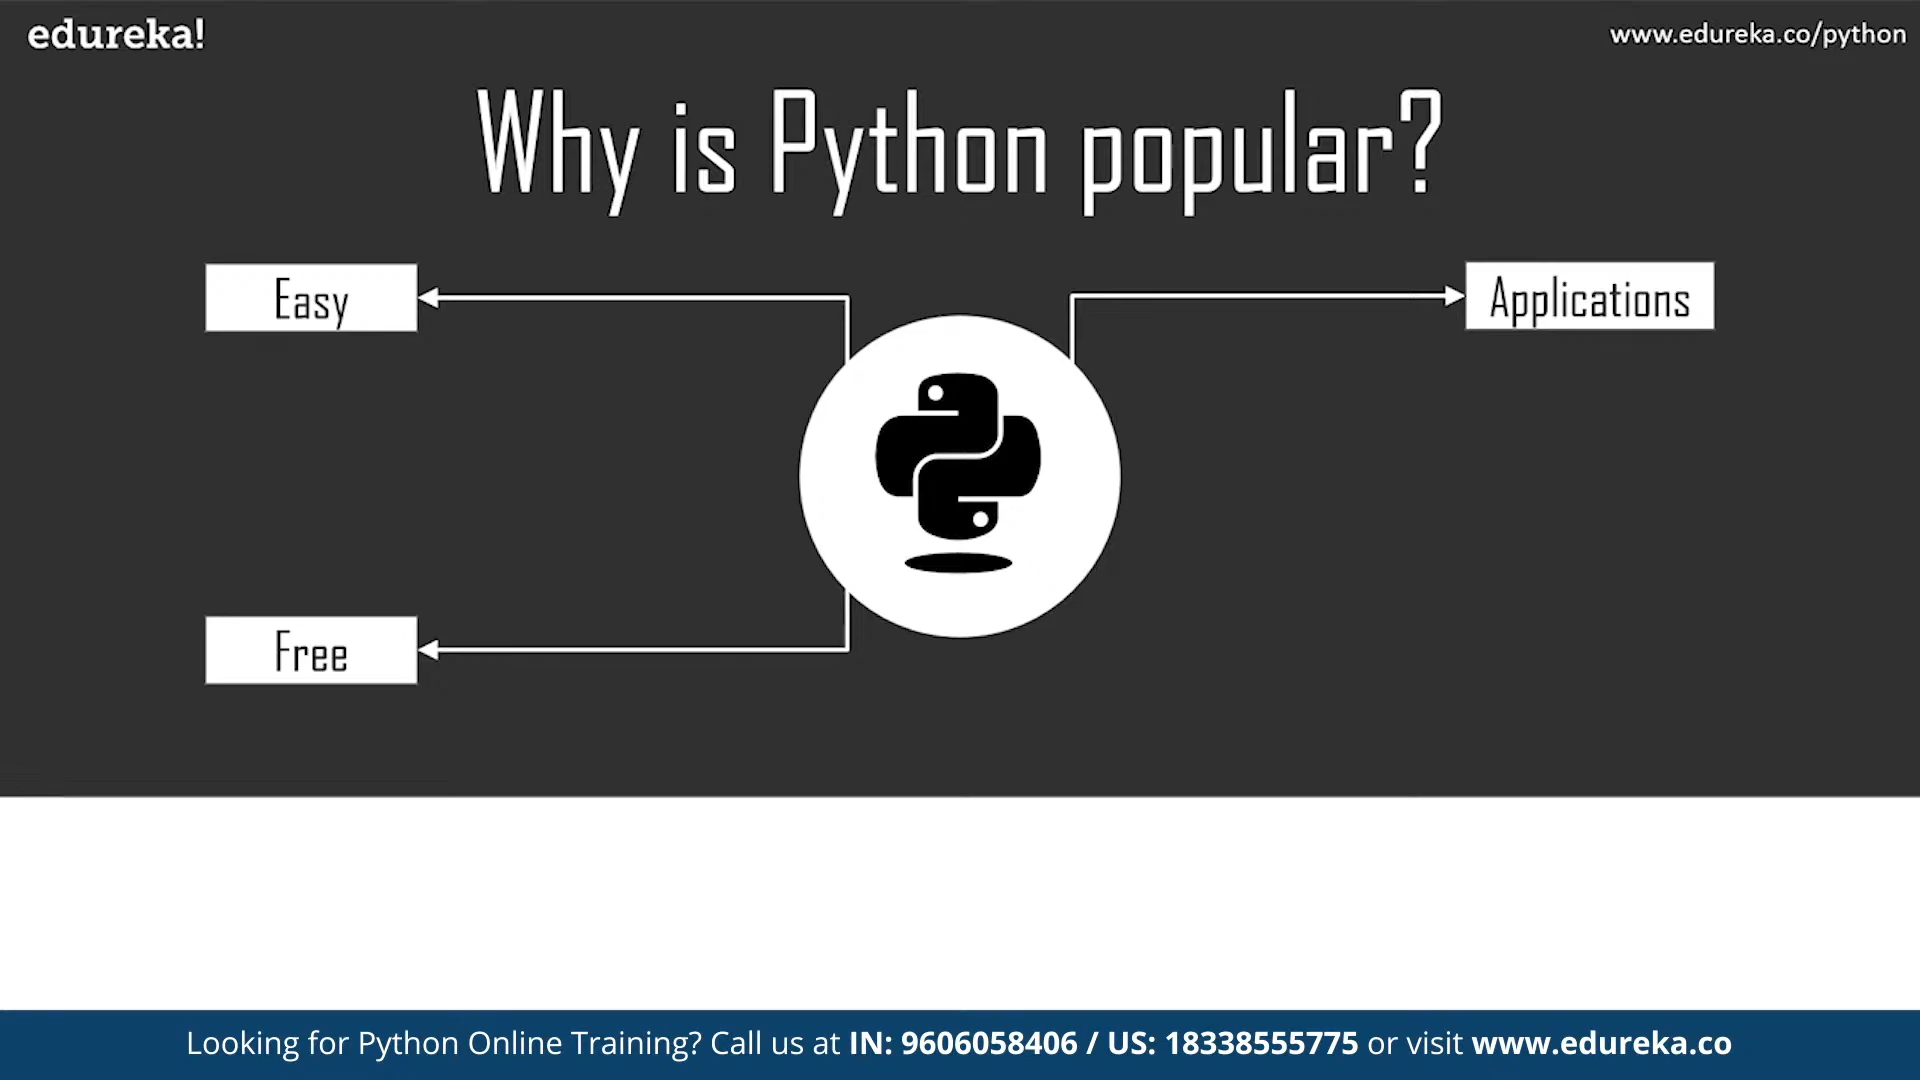 edureka!
www.edureka.co/python
Why is Python popular?
Easy
Applications
Free
Looking for Python Online Training? Call us at IN: 9606058406 / US: 18338555775 or visit www.edureka.co